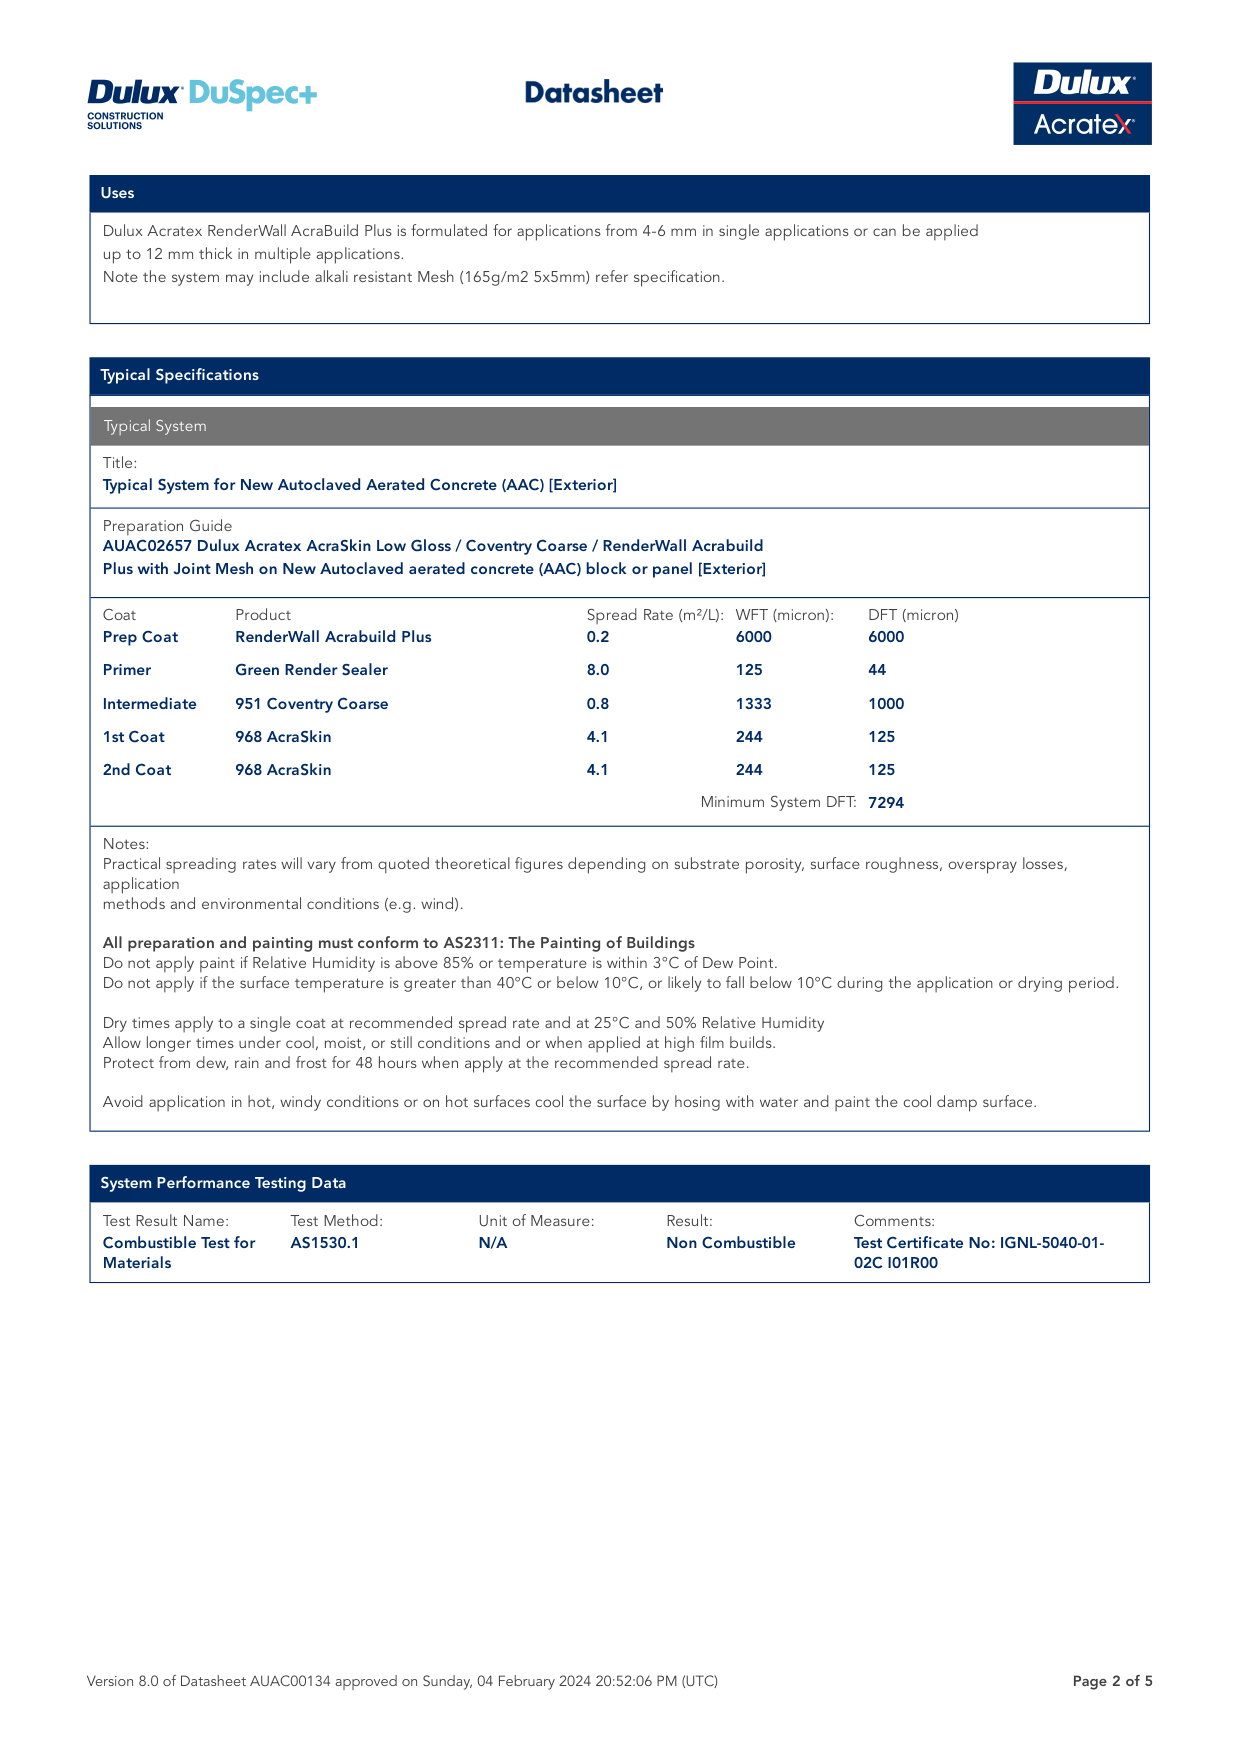 Dulux DuSpec+
CONSTRUCTION
SOLUTIONS
Datasheet
Dulux®
Acratex®
Uses
Dulux Acratex RenderWall AcraBuild Plus is formulated for applications from 4-6 mm in single applications or can be applied
up to 12 mm thick in multiple applications.
Note the system may include alkali resistant Mesh (165g/m2 5x5mm) refer specification.
Typical Specifications
Typical System
Title:
Typical System for New Autoclaved Aerated Concrete (AAC) [Exterior]
Preparation Guide
AUAC02657 Dulux Acratex AcraSkin Low Gloss / Coventry Coarse / RenderWall Acrabuild
Plus with Joint Mesh on New Autoclaved aerated concrete (AAC) block or panel [Exterior]
Coat Product Spread Rate (m²/L): WFT (micron): DFT (micron)
Prep Coat RenderWall Acrabuild Plus 0.2 6000 6000
Primer Green Render Sealer 8.0 125 44
Intermediate 951 Coventry Coarse 0.8 1333 1000
1st Coat 968 AcraSkin 4.1 244 125
2nd Coat 968 AcraSkin 4.1 244 125
Minimum System DFT: 7294
Notes:
Practical spreading rates will vary from quoted theoretical figures depending on substrate porosity, surface roughness, overspray losses,
application
methods and environmental conditions (e.g. wind).
All preparation and painting must conform to AS2311: The Painting of Buildings
Do not apply paint if Relative Humidity is above 85% or temperature is within 3°C of Dew Point.
Do not apply if the surface temperature is greater than 40°C or below 10°C, or likely to fall below 10°C during the application or drying period.
Dry times apply to a single coat at recommended spread rate and at 25°C and 50% Relative Humidity
Allow longer times under cool, moist, or still conditions and or when applied at high film builds.
Protect from dew, rain and frost for 48 hours when apply at the recommended spread rate.
Avoid application in hot, windy conditions or on hot surfaces cool the surface by hosing with water and paint the cool damp surface.
System Performance Testing Data
Test Result Name: Test Method: Unit of Measure: Result: Comments:
Combustible Test for AS1530.1 N/A Non Combustible Test Certificate No: IGNL-5040-01-
Materials 02C I01R00
Version 8.0 of Datasheet AUAC00134 approved on Sunday, 04 February 2024 20:52:06 PM (UTC) Page 2 of 5